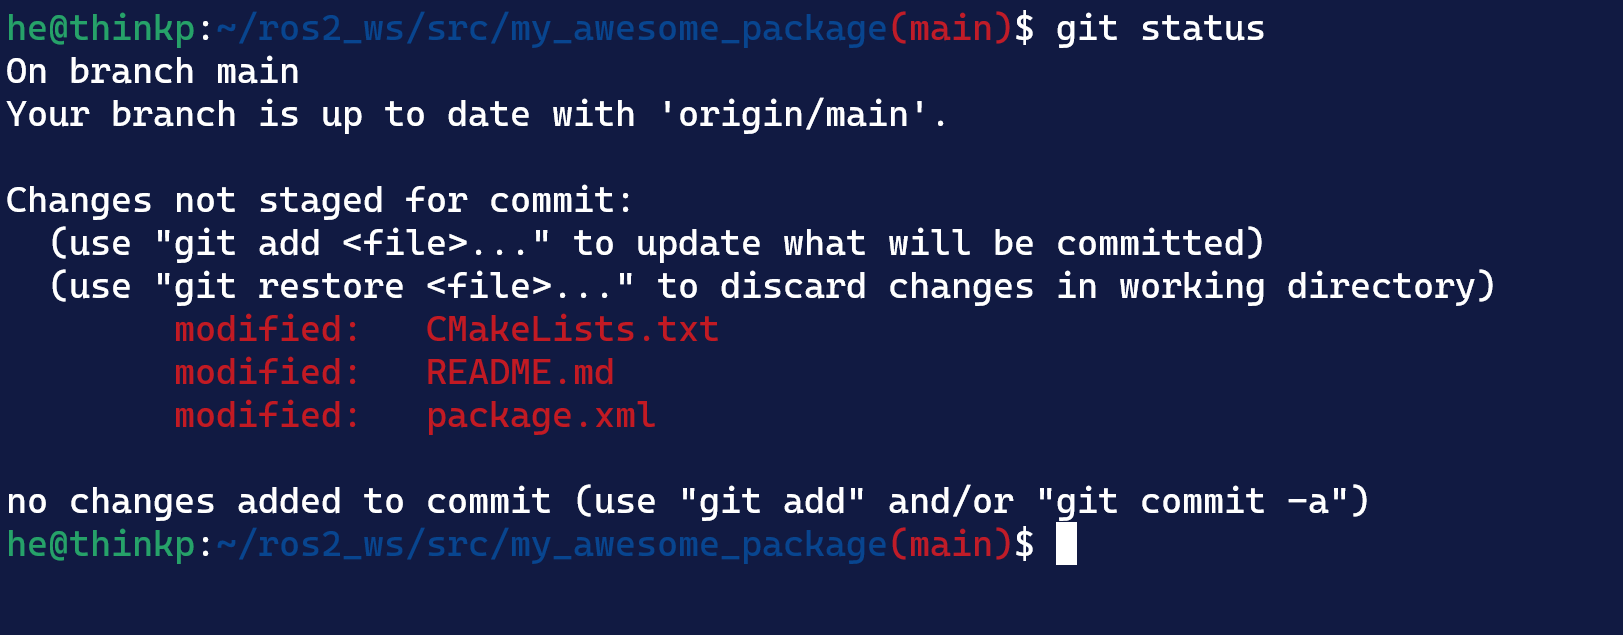 he@thinkp:~/ros2_ws/src/my_awesome_package(main)$ git status
On branch main
Your branch is up to date with 'origin/main'.

Changes not staged for commit:
  (use "git add <file>..." to update what will be committed)
  (use "git restore <file>..." to discard changes in working directory)
        modified:   CMakeLists.txt
        modified:   README.md
        modified:   package.xml

no changes added to commit (use "git add" and/or "git commit -a")
he@thinkp:~/ros2_ws/src/my_awesome_package(main)$